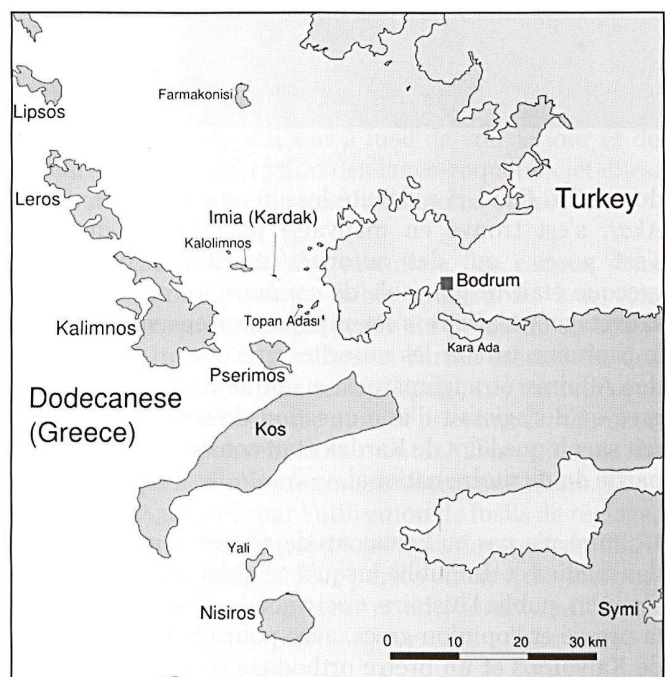 Farmakonisi
Lipsos
Leros
Turkey
Imia (Kardak)
Kalolimnos
Bodrum
Topan Adası
Kalimnos
Kara Ada
Pserimos
Dodecanese
(Greece)
Kos
Yali
Nisiros
Symi
0 10 20 30 km